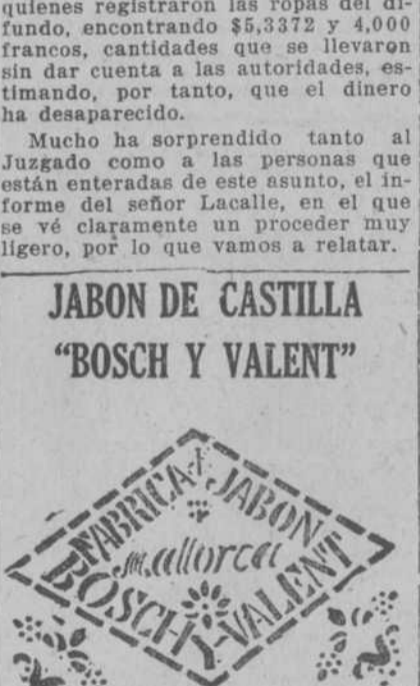 quienes registraron las ropas del di-
fundo, encontrando $5,3372 y 4,000
francos, cantidades que se llevaron
sin dar cuenta a las autoridades, es-
timando, por tanto, que el dinero
ha desaparecido.
Mucho ha sorprendido tanto al
Juzgado como a las personas que
están enteradas de este asunto, el in-
forme del señor Lacalle, en el que
se vé claramente un proceder muy
ligero, por lo que vamos a relatar.
JABON DE CASTILLA
"BOSCH Y VALENT"
FABRICA JABON
Mallorca
BOSCH Y VALENT